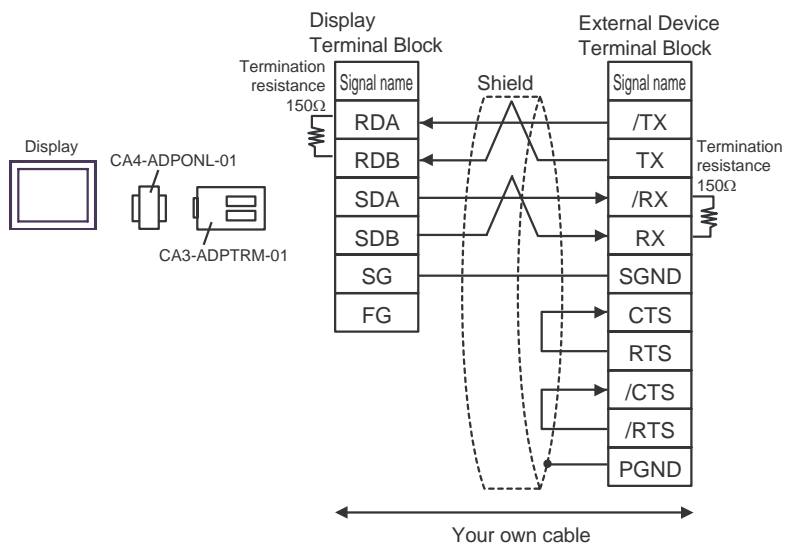 Display
Terminal Block
External Device
Terminal Block
Termination
resistance
150Ω
Signal name
Shield
Signal name
RDA
/TX
RDB
TX
Termination
resistance
150Ω
Display
CA4-ADPONL-01
SDA
/RX
SDB
RX
CA3-ADPTRM-01
SG
SGND
FG
CTS
RTS
/CTS
/RTS
PGND
Your own cable